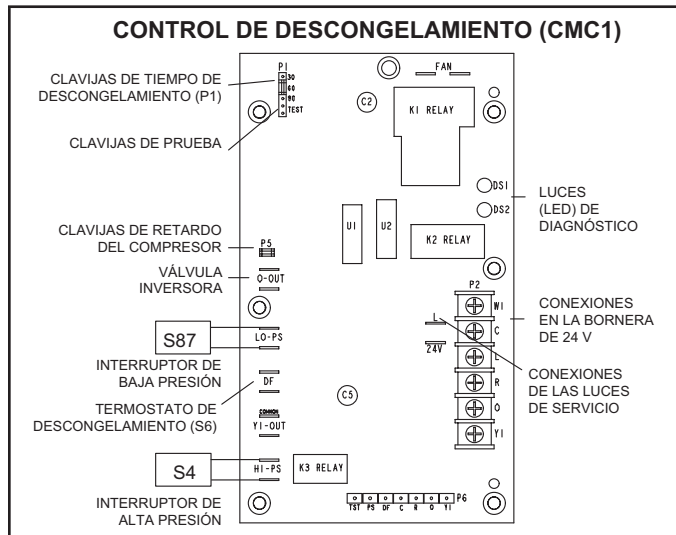 CONTROL DE DESCONGELAMIENTO (CMC1)
CLAVIJAS DE TIEMPO DE
DESCONGELAMIENTO (P1)
CLAVIJAS DE PRUEBA
CLAVIJAS DE RETARDO
DEL COMPRESOR
VÁLVULA
INVERSORA
S87
INTERRUPTOR DE
BAJA PRESIÓN
TERMOSTATO DE
DESCONGELAMIENTO (S6)
S4
INTERRUPTOR DE
ALTA PRESIÓN
P1
30
60
90
TEST
FAN
C2
K1 RELAY
DS1
DS2
U1
U2
K2 RELAY
P5
O-OUT
LO-PS
DF
COMMON
Y1-OUT
HI-PS
K3 RELAY
C5
L
24V
P2
W1
C
L
R
O
Y1
TST PS DF C R O Y1
P6
LUCES
(LED) DE
DIAGNÓSTICO
CONEXIONES
EN LA BORNERA
DE 24 V
CONEXIONES
DE LAS LUCES
DE SERVICIO